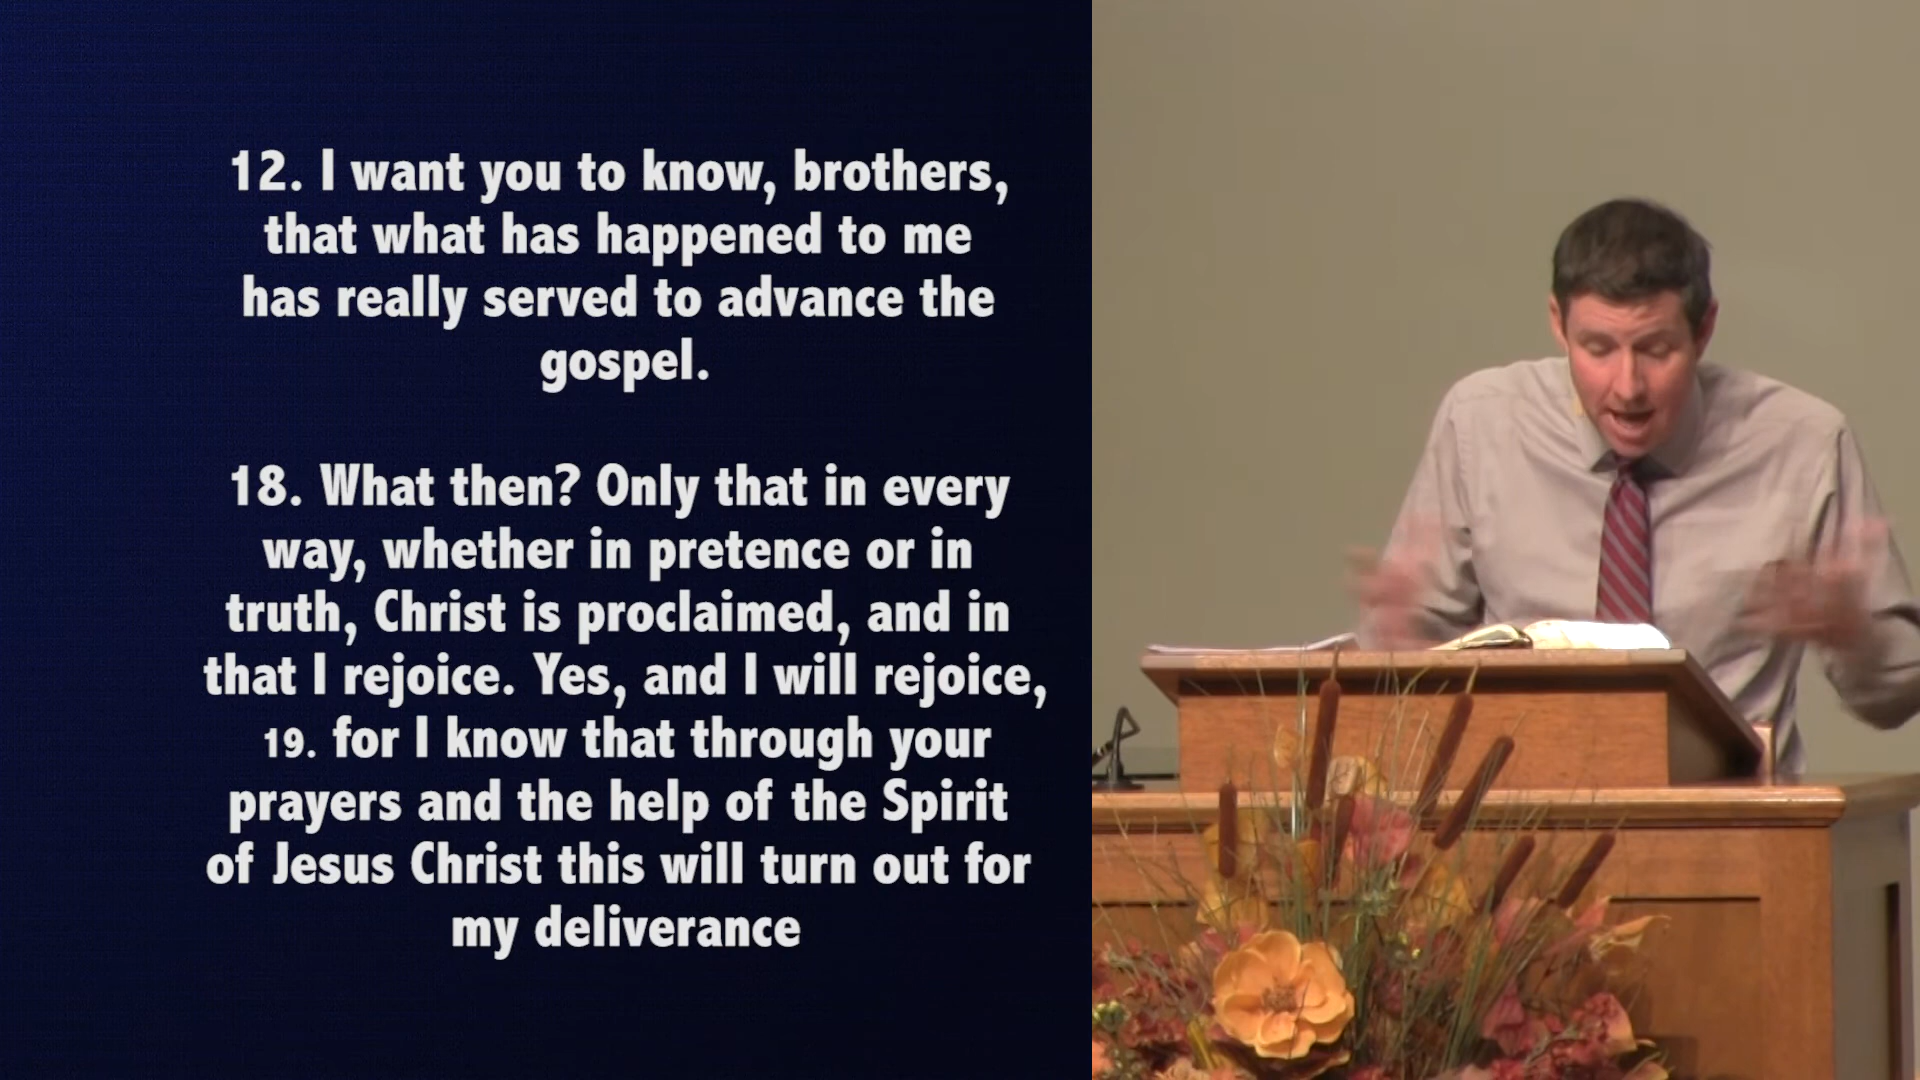 12. I want you to know, brothers,
that what has happened to me
has really served to advance the
gospel.
18. What then? Only that in every
way, whether in pretence or in
truth, Christ is proclaimed, and in
that I rejoice. Yes, and I will rejoice,
19. for I know that through your
prayers and the help of the Spirit
of Jesus Christ this will turn out for
my deliverance